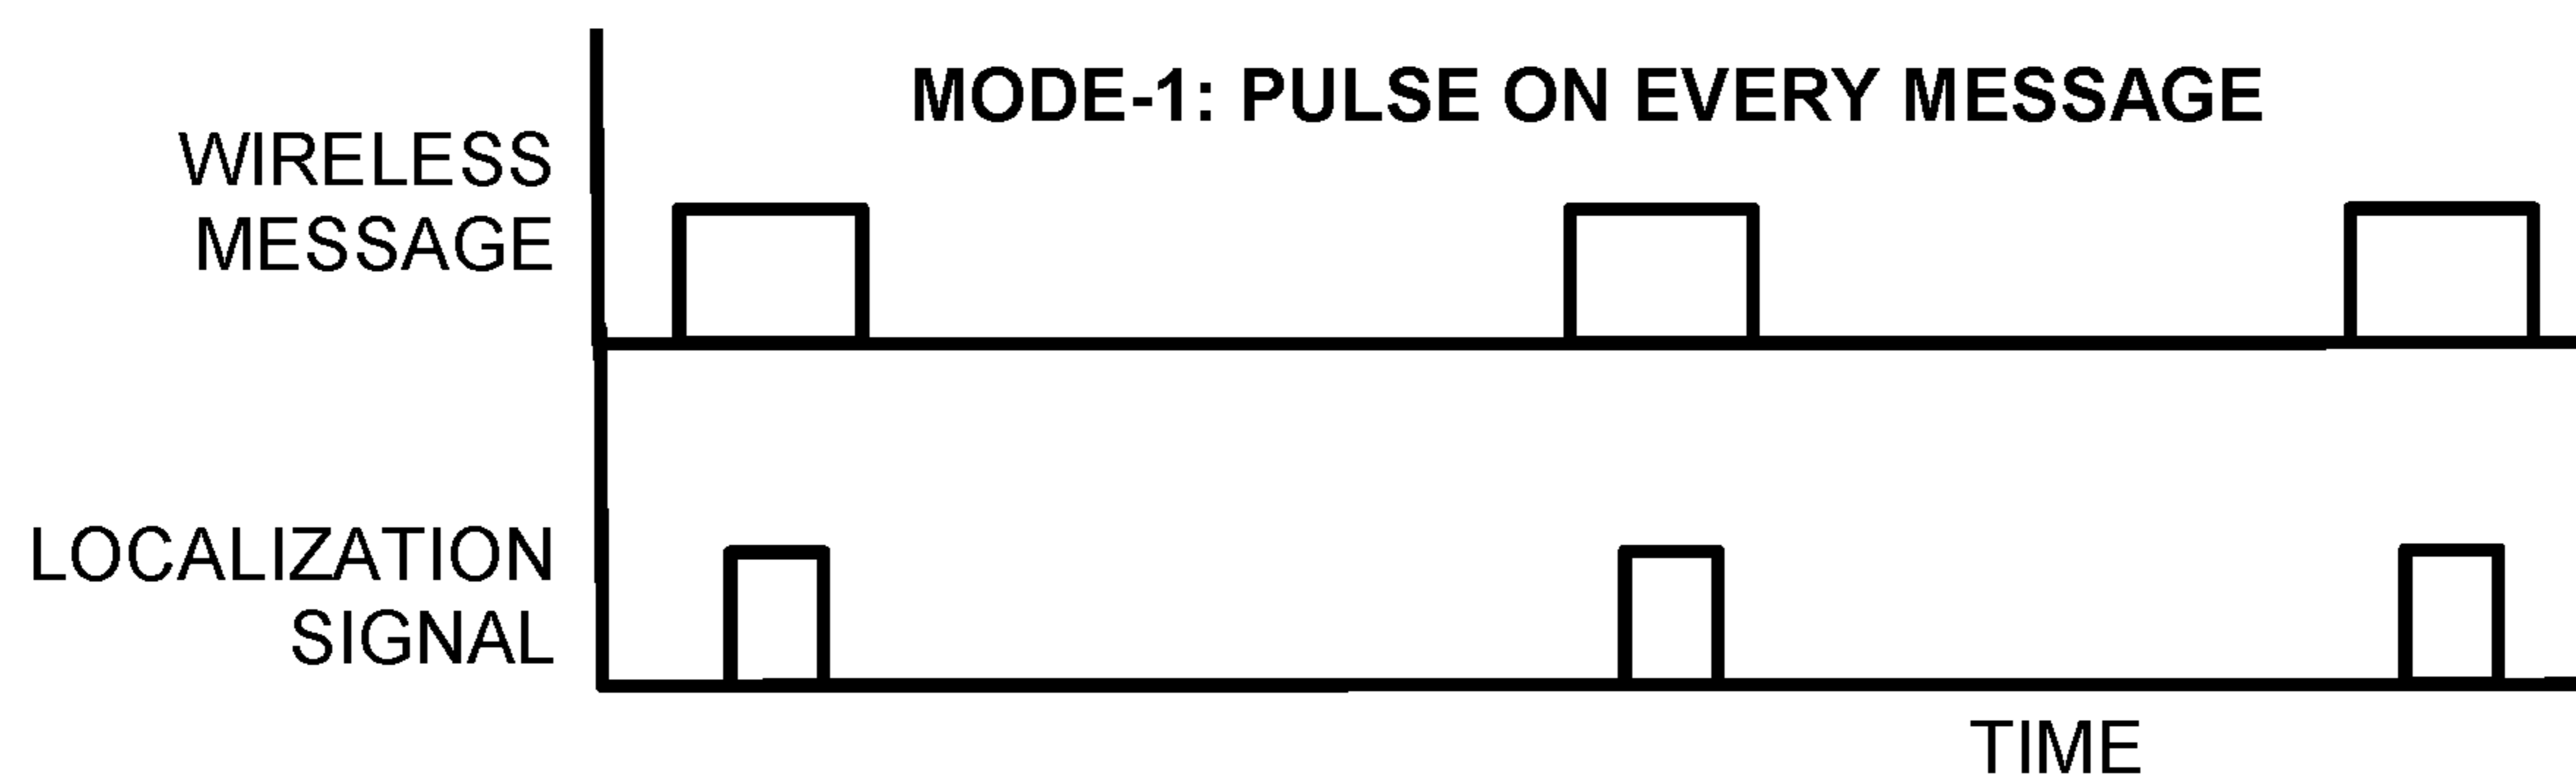 MODE-1: PULSE ON EVERY MESSAGE
WIRELESS
MESSAGE
LOCALIZATION
SIGNAL
TIME